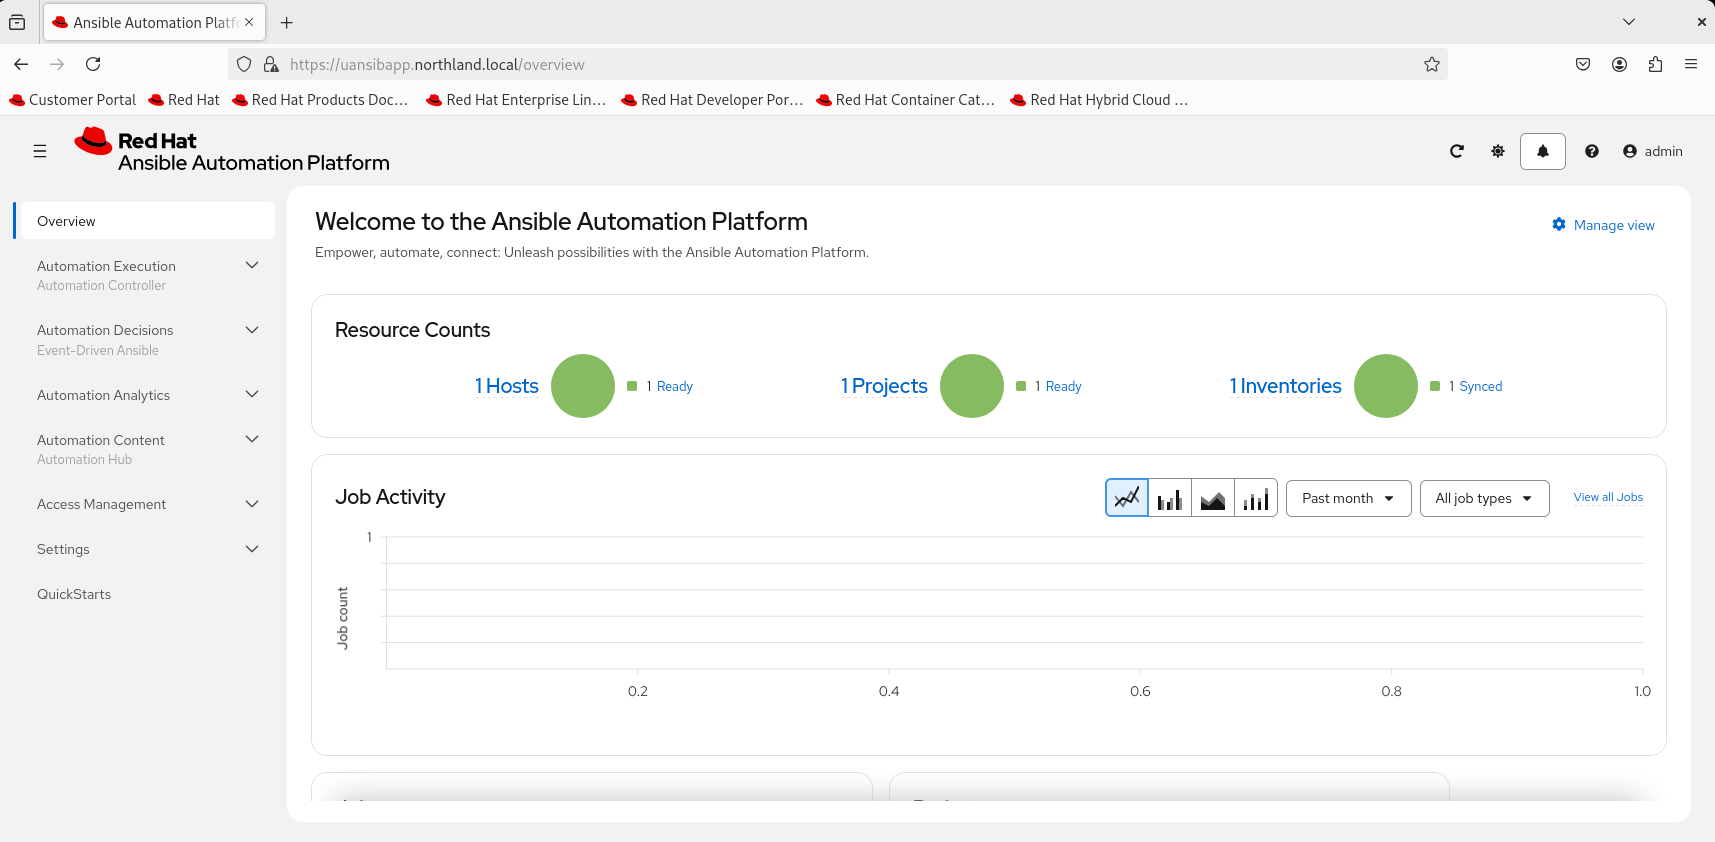 Ansible Automation Platfo
https://uansibapp.northland.local/overview
Customer Portal
Red Hat
Red Hat Products Doc...
Red Hat Enterprise Lin...
Red Hat Developer Por...
Red Hat Container Cat...
Red Hat Hybrid Cloud ...
Red Hat
Ansible Automation Platform
admin
Overview
Automation Execution
Automation Controller
Automation Decisions
Event-Driven Ansible
Automation Analytics
Automation Content
Automation Hub
Access Management
Settings
QuickStarts
Welcome to the Ansible Automation Platform
Manage view
Empower, automate, connect: Unleash possibilities with the Ansible Automation Platform.
Resource Counts
1 Hosts
1 Ready
1 Projects
1 Ready
1 Inventories
1 Synced
Job Activity
Past month
All job types
View all Jobs
1
Job count
0.2
0.4
0.6
0.8
1.0